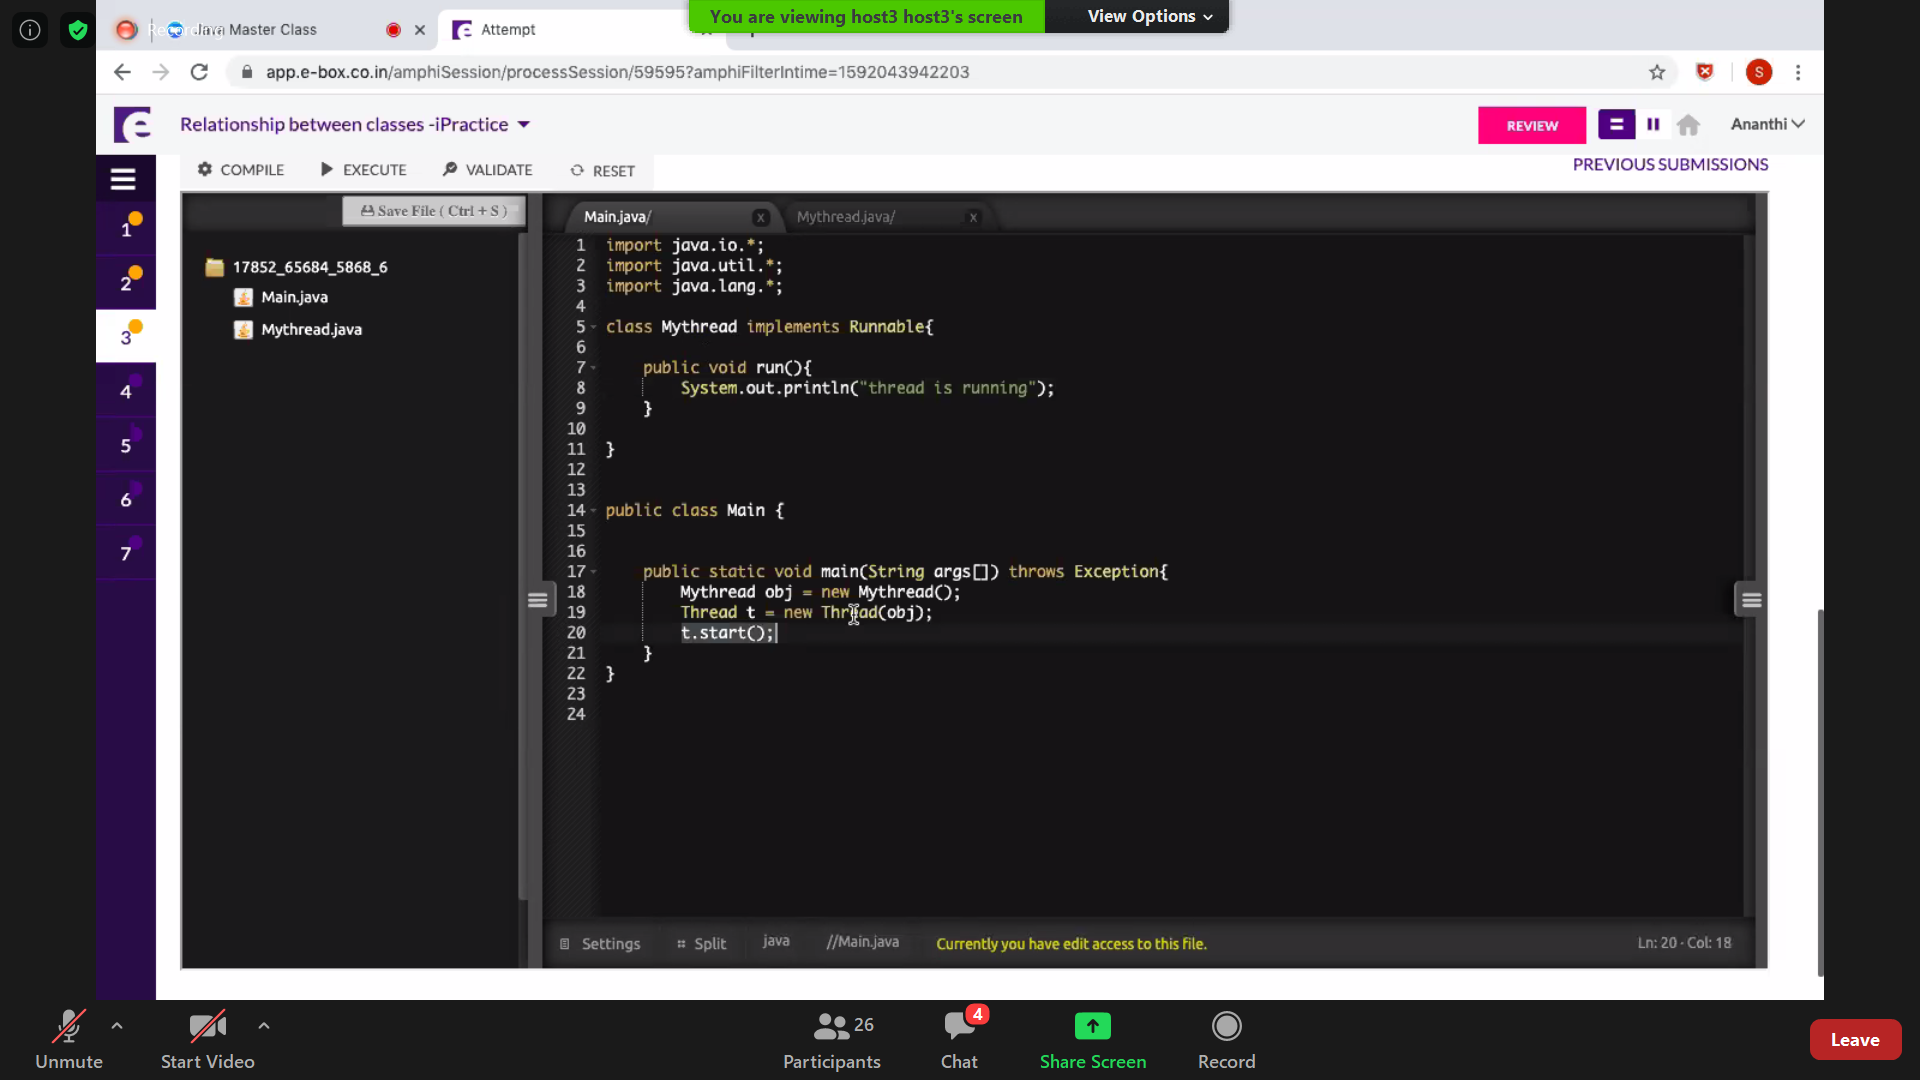 You are viewing host3 host3's screen
View Options
Recording
Java Master Class
Attempt
app.e-box.co.in/amphiSession/processSession/59595?amphiFilterIntime=1592043942203
S
Relationship between classes -iPractice
REVIEW
Ananthi
COMPILE
EXECUTE
VALIDATE
RESET
PREVIOUS SUBMISSIONS
Save File ( Ctrl + S )
Main.java/ x
Mythread.java/ x
1
2
3
4
5
6
7
17852_65684_5868_6
Main.java
Mythread.java
1 import java.io.*;
2 import java.util.*;
3 import java.lang.*;
4
5 class Mythread implements Runnable{
6
7 public void run(){
8 System.out.println("thread is running");
9 }
10
11 }
12
13
14 public class Main {
15
16
17 public static void main(String args[]) throws Exception{
18 Mythread obj = new Mythread();
19 Thread t = new Thread(obj);
20 t.start();
21 }
22 }
23
24
Settings
Split
java
//Main.java
Currently you have edit access to this file.
Ln: 20 · Col: 18
Unmute
Start Video
26
Participants
4
Chat
Share Screen
Record
Leave